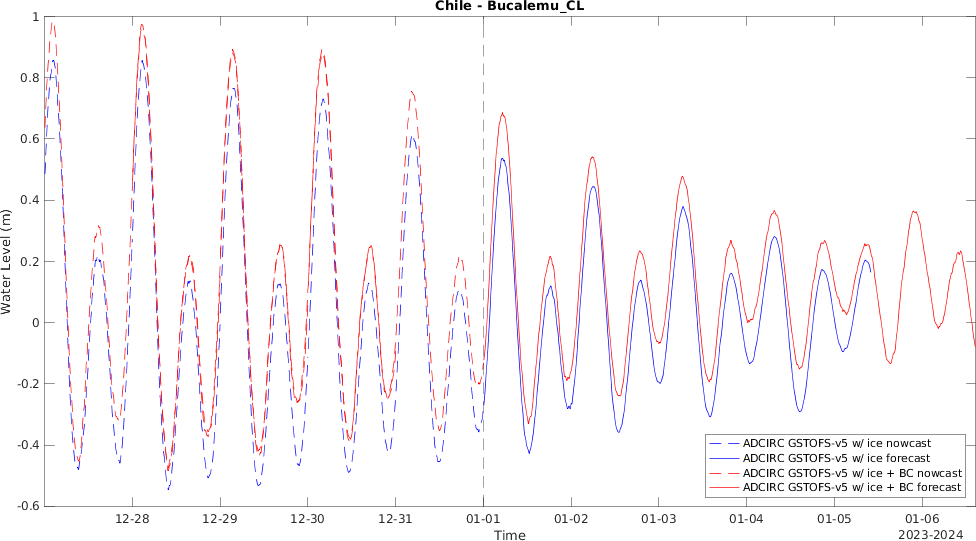 Chile - Bucalemu_CL
Water Level (m)
1
0.8
0.6
0.4
0.2
0
-0.2
-0.4
-0.6
ADCIRC GSTOFS-v5 w/ ice nowcast
ADCIRC GSTOFS-v5 w/ ice forecast
ADCIRC GSTOFS-v5 w/ ice + BC nowcast
ADCIRC GSTOFS-v5 w/ ice + BC forecast
12-28 12-29 12-30 12-31 01-01 01-02 01-03 01-04 01-05 01-06
Time
2023-2024